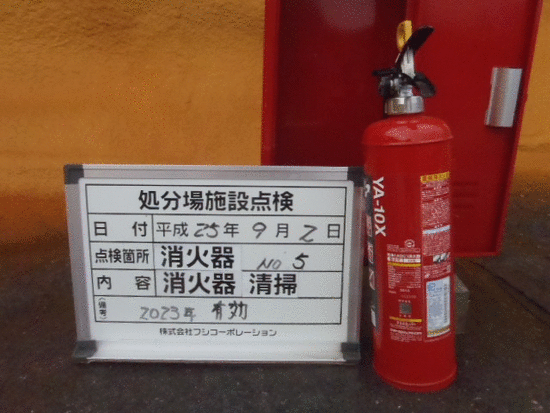 処分場施設点検
日付 平成25年9月2日
点検箇所 消火器 No 5
内容 消火器 清掃
(備考) 2023年 有効
株式会社フジコーポレーション
YA-10X